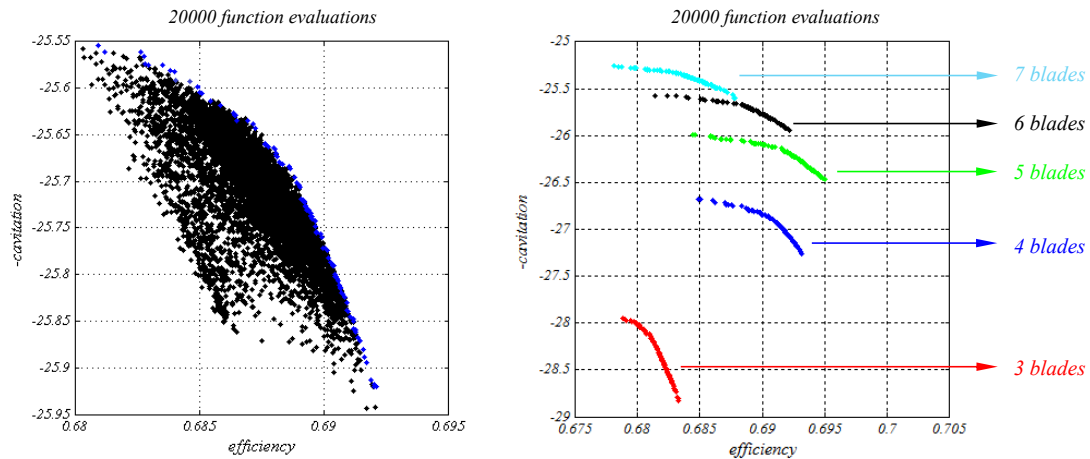 20000 function evaluations
-25.55
-25.6
-25.65
-25.7
-25.75
-25.8
-25.85
-25.9
-25.95
-cavitation
0.68
0.685
0.69
0.695
efficiency
20000 function evaluations
-25
-25.5
-26
-26.5
-27
-27.5
-28
-28.5
-29
-cavitation
0.675
0.68
0.685
0.69
0.695
0.7
0.705
efficiency
7 blades
6 blades
5 blades
4 blades
3 blades